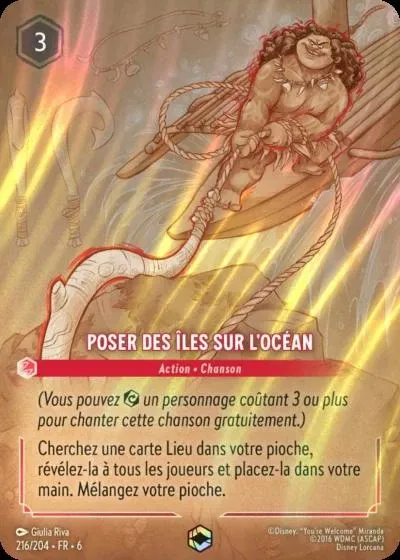 3
POSER DES ÎLES SUR L'OCÉAN
Action • Chanson
(Vous pouvez un personnage coûtant 3 ou plus
pour chanter cette chanson gratuitement.)
Cherchez une carte Lieu dans votre pioche,
révélez-la à tous les joueurs et placez-la dans votre
main. Mélangez votre pioche.
Giulia Riva
©Disney. "You're Welcome" Miranda
216/204 • FR • 6
©2016 WDMC (ASCAP)
Disney Lorcana